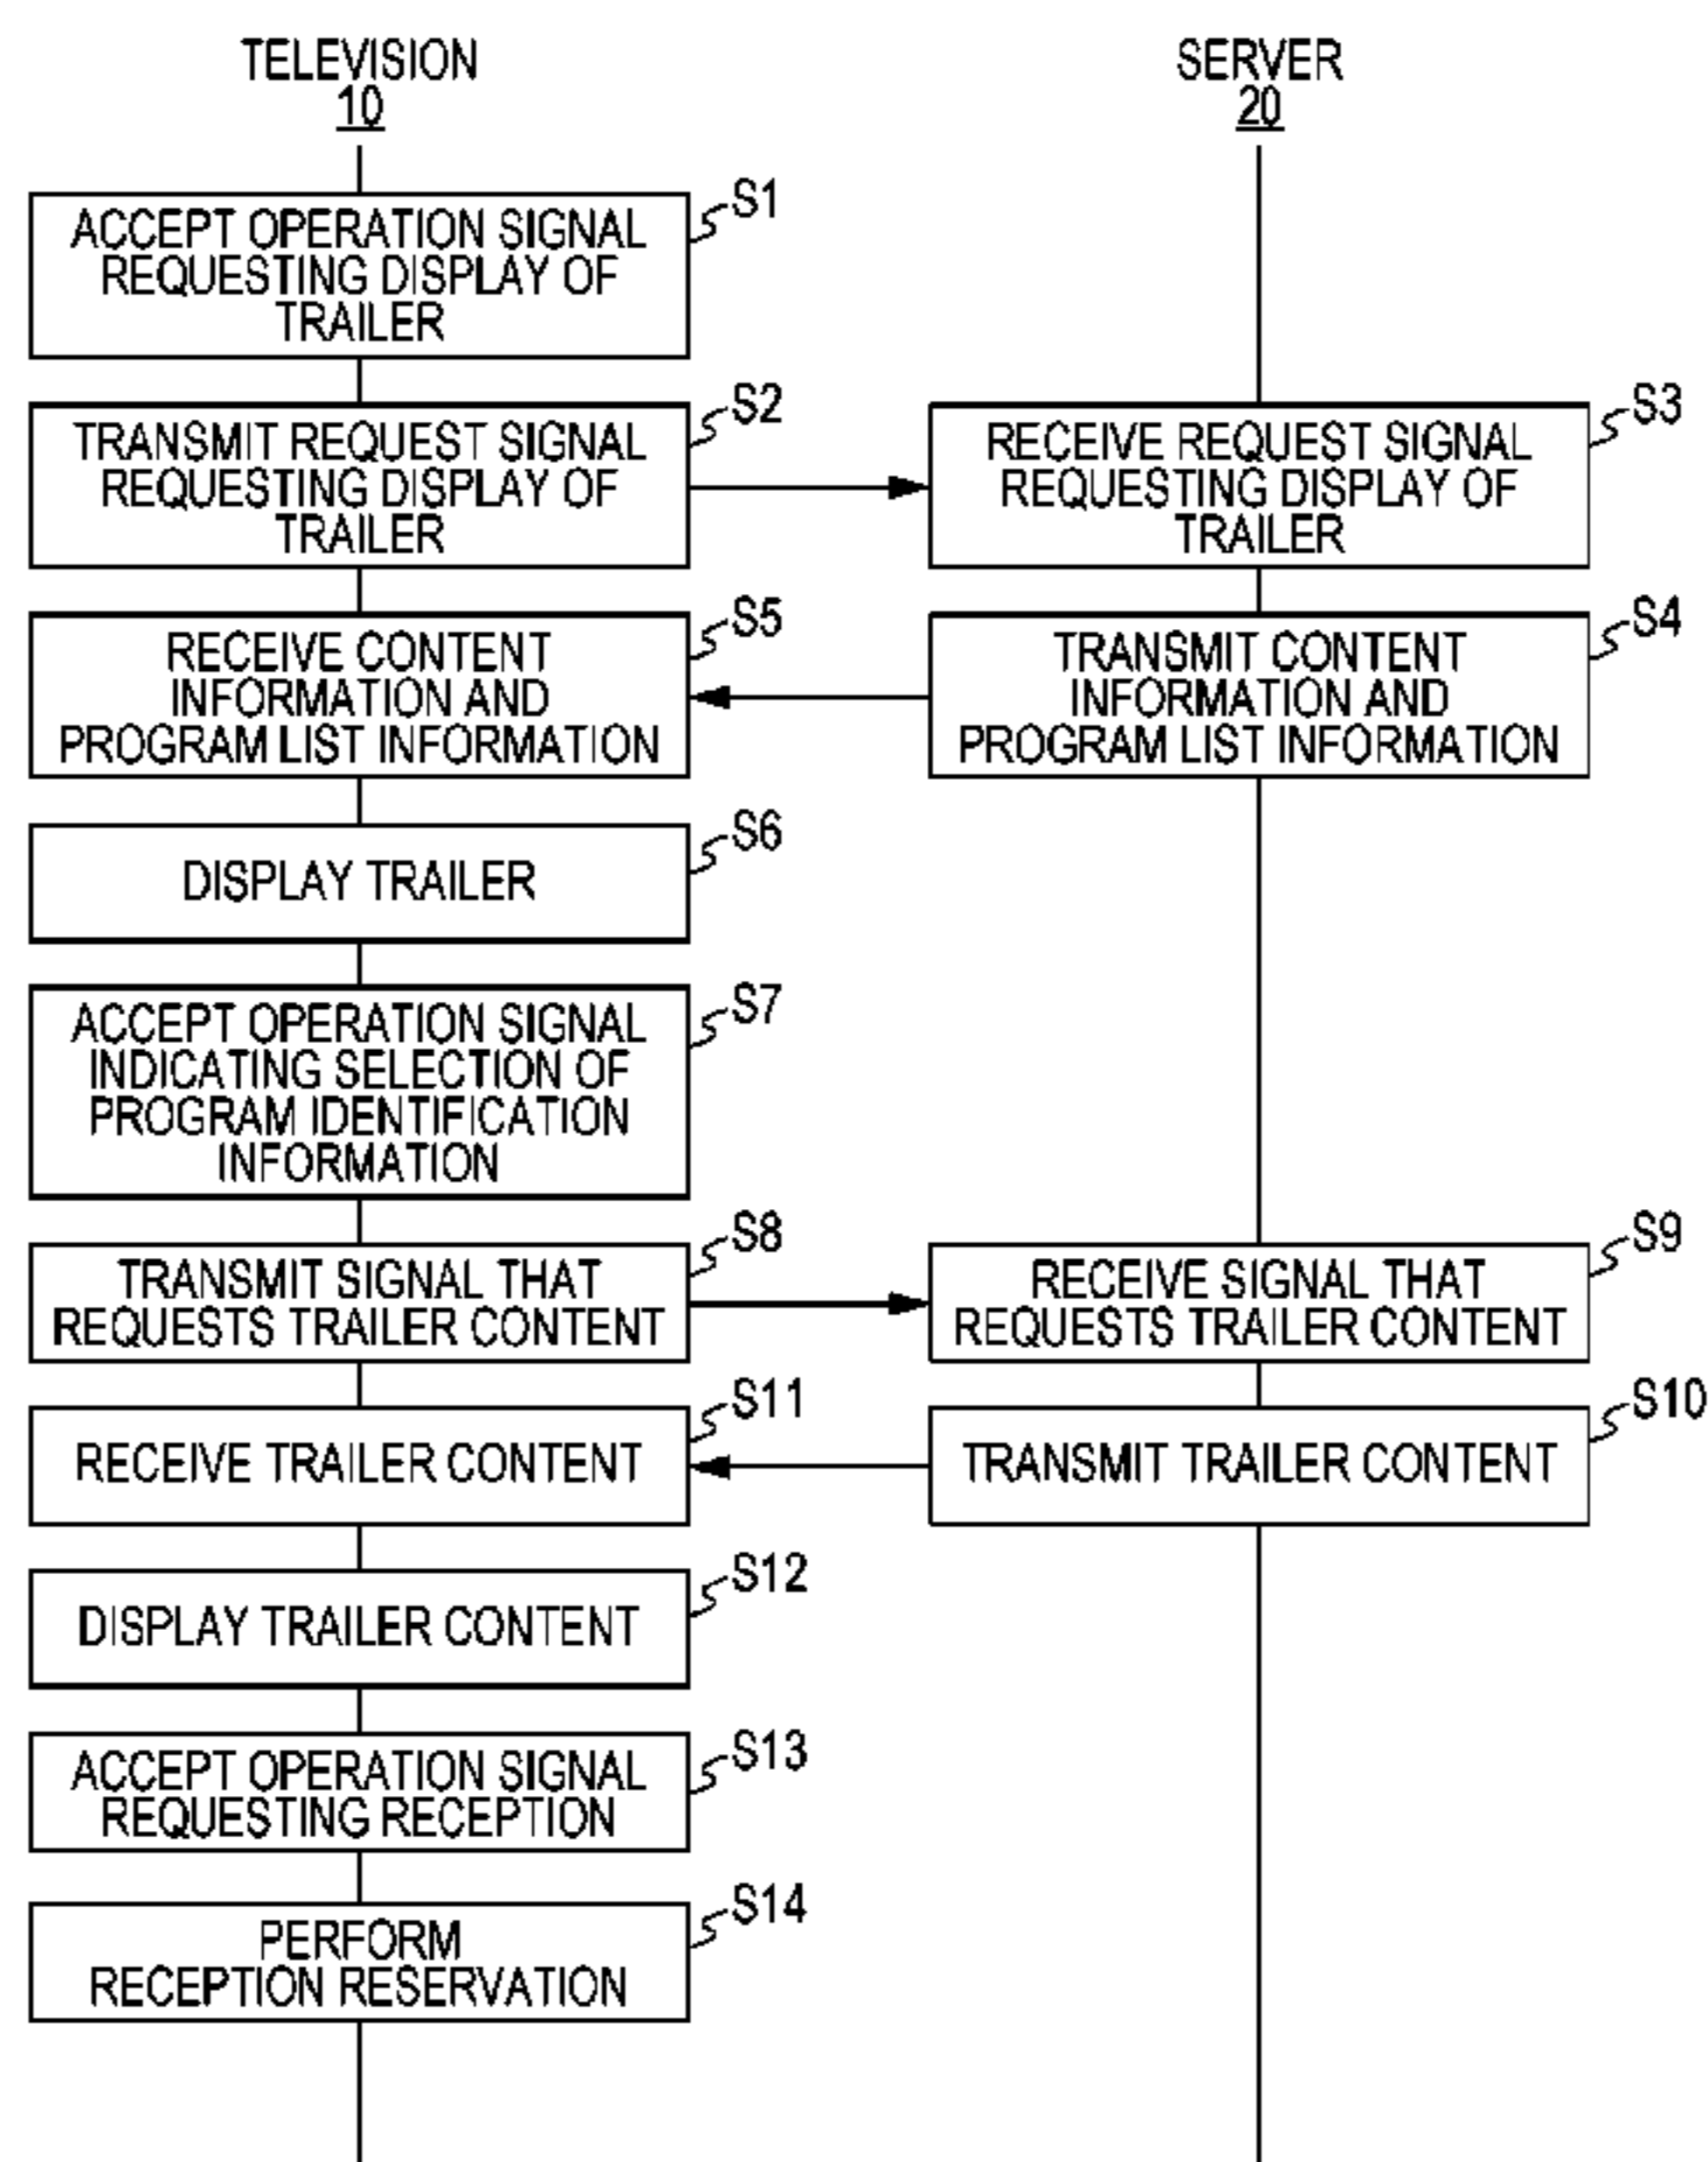 TELEVISION
10
SERVER
20
S1
ACCEPT OPERATION SIGNAL
REQUESTING DISPLAY OF
TRAILER
S2
TRANSMIT REQUEST SIGNAL
REQUESTING DISPLAY OF
TRAILER
S3
RECEIVE REQUEST SIGNAL
REQUESTING DISPLAY OF
TRAILER
S5
RECEIVE CONTENT
INFORMATION AND
PROGRAM LIST INFORMATION
S4
TRANSMIT CONTENT
INFORMATION AND
PROGRAM LIST INFORMATION
S6
DISPLAY TRAILER
S7
ACCEPT OPERATION SIGNAL
INDICATING SELECTION OF
PROGRAM IDENTIFICATION
INFORMATION
S8
TRANSMIT SIGNAL THAT
REQUESTS TRAILER CONTENT
S9
RECEIVE SIGNAL THAT
REQUESTS TRAILER CONTENT
S11
RECEIVE TRAILER CONTENT
S10
TRANSMIT TRAILER CONTENT
S12
DISPLAY TRAILER CONTENT
S13
ACCEPT OPERATION SIGNAL
REQUESTING RECEPTION
S14
PERFORM
RECEPTION RESERVATION